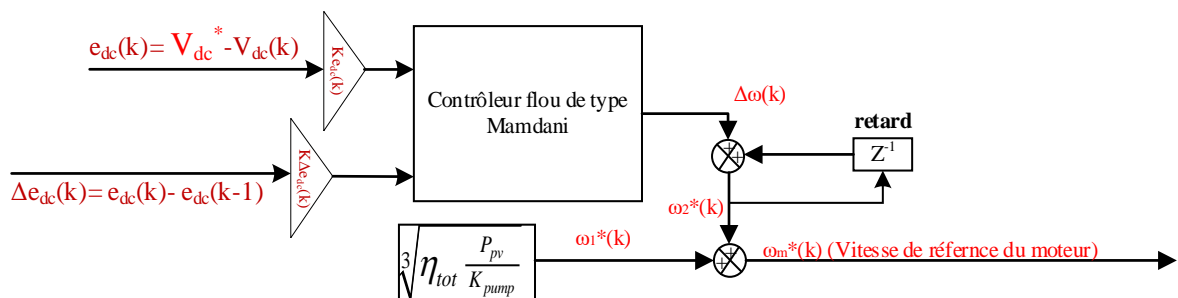 e_dc(k)= V_dc*-V_dc(k)
Ke_dc(k)
Contrôleur flou de type
Mamdani
Δω(k)
retard
Z^-1
+
+
Δe_dc(k)= e_dc(k)- e_dc(k-1)
KΔe_dc(k)
ω2*(k)
∛(η_tot P_pv / K_pump)
ω1*(k)
+
+
ωm*(k) (Vitesse de réfernce du moteur)